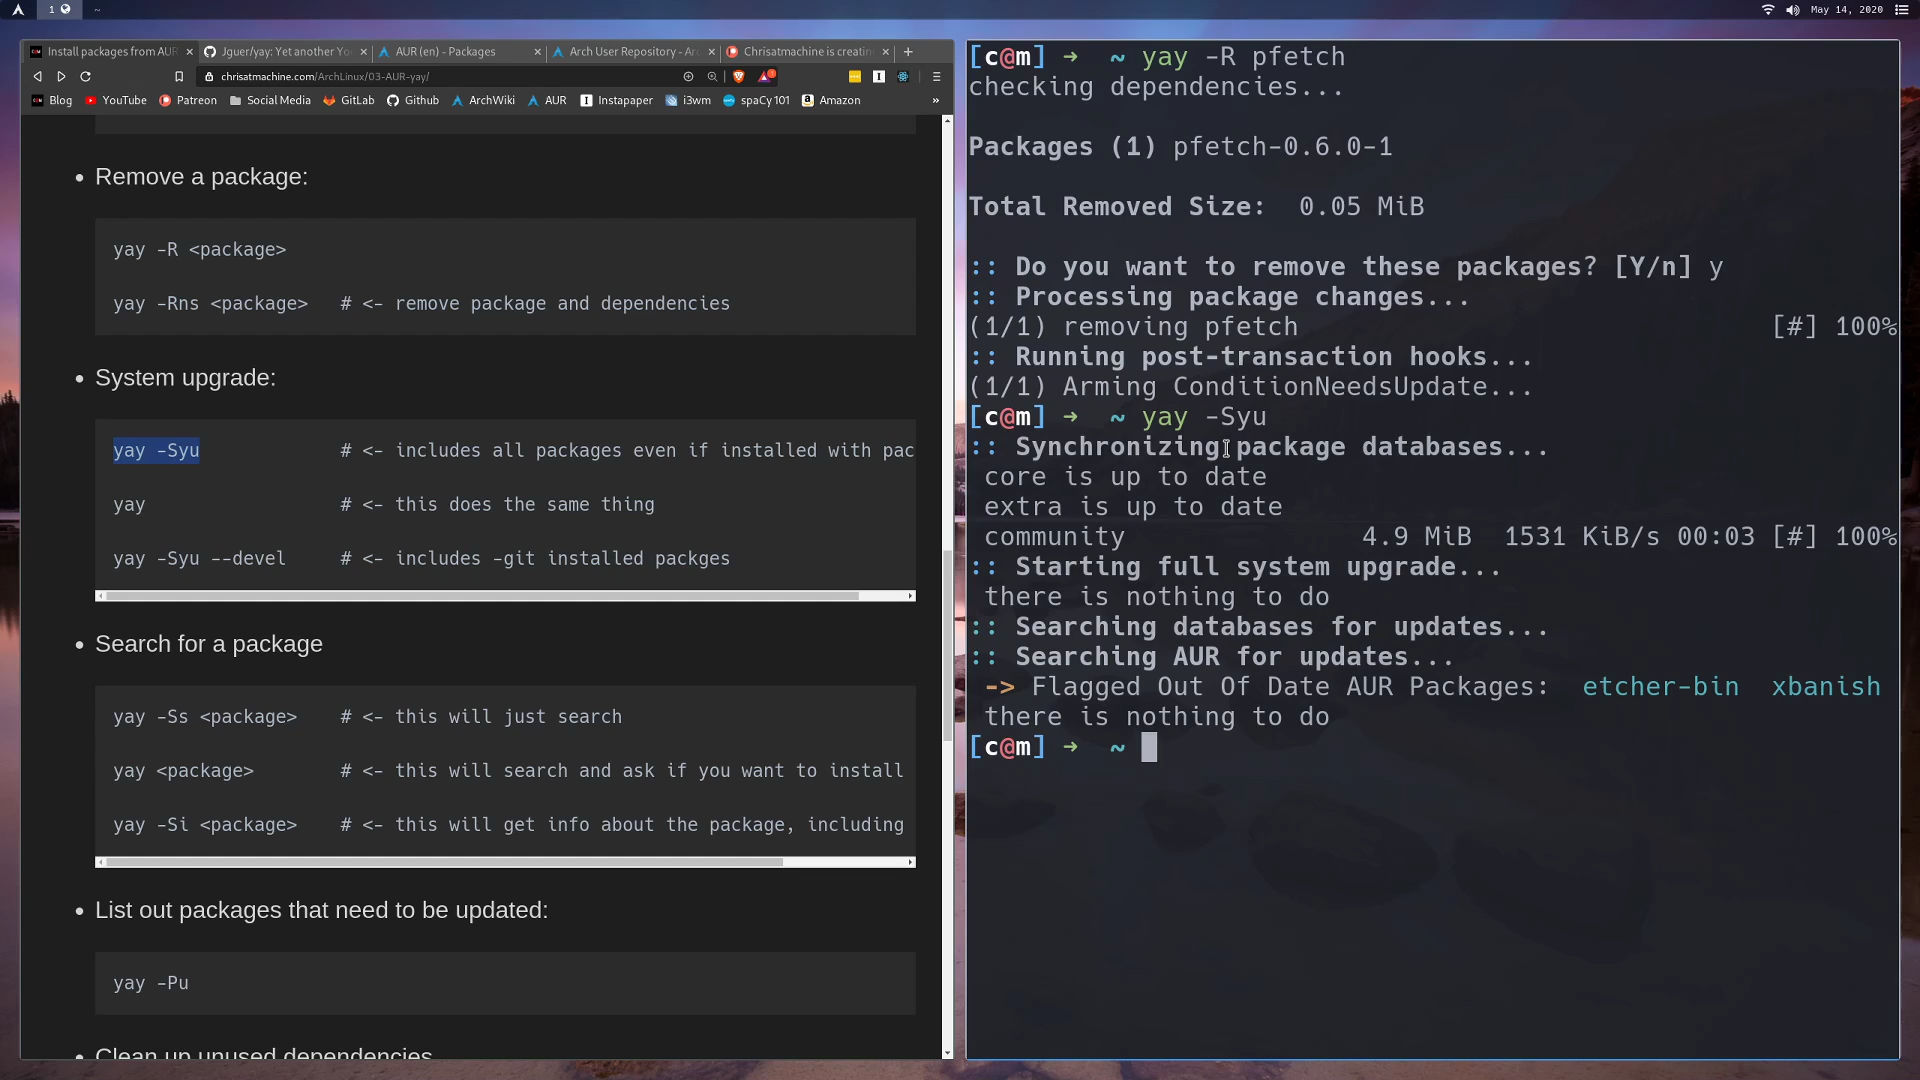 1
~
May 14, 2020
Install packages from AUR
Jguer/yay: Yet another Yo
AUR (en) - Packages
Arch User Repository - Ar
Chrisatmachine is creatin
chrisatmachine.com/ArchLinux/03-AUR-yay/
Blog YouTube Patreon Social Media GitLab Github ArchWiki AUR Instapaper i3wm spaCy 101 Amazon »
• Remove a package:
yay -R <package>
yay -Rns <package> # <- remove package and dependencies
• System upgrade:
yay -Syu # <- includes all packages even if installed with pac
yay # <- this does the same thing
yay -Syu --devel # <- includes -git installed packges
• Search for a package
yay -Ss <package> # <- this will just search
yay <package> # <- this will search and ask if you want to install
yay -Si <package> # <- this will get info about the package, including
• List out packages that need to be updated:
yay -Pu
• Clean up unused dependencies
[c@m] → ~ yay -R pfetch
checking dependencies...
Packages (1) pfetch-0.6.0-1
Total Removed Size: 0.05 MiB
:: Do you want to remove these packages? [Y/n] y
:: Processing package changes...
(1/1) removing pfetch [#] 100%
:: Running post-transaction hooks...
(1/1) Arming ConditionNeedsUpdate...
[c@m] → ~ yay -Syu
:: Synchronizing package databases...
core is up to date
extra is up to date
community 4.9 MiB 1531 KiB/s 00:03 [#] 100%
:: Starting full system upgrade...
there is nothing to do
:: Searching databases for updates...
:: Searching AUR for updates...
-> Flagged Out Of Date AUR Packages: etcher-bin xbanish
there is nothing to do
[c@m] → ~